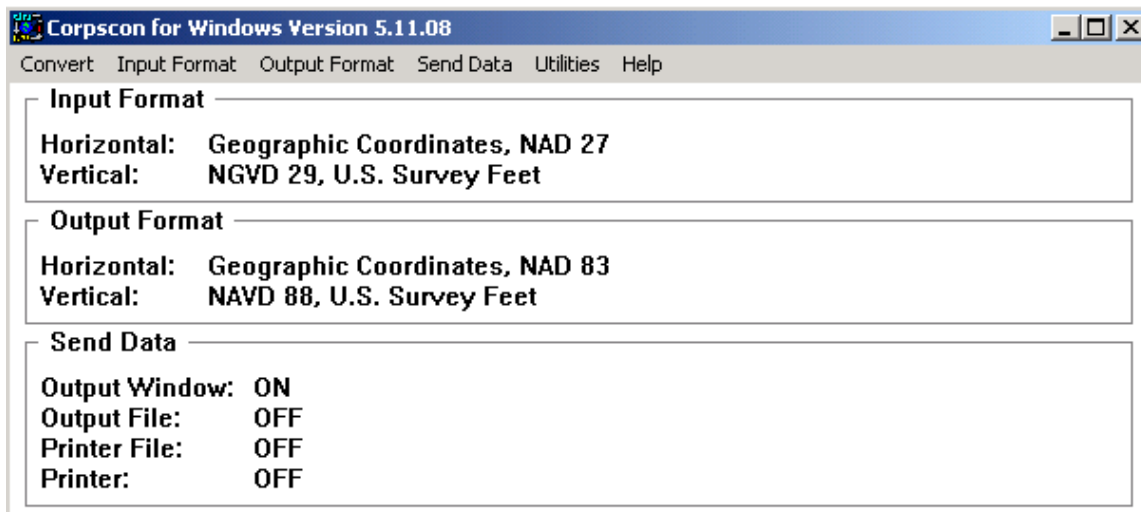 Corpscon for Windows Version 5.11.08
Convert Input Format Output Format Send Data Utilities Help
Input Format
Horizontal: Geographic Coordinates, NAD 27
Vertical: NGVD 29, U.S. Survey Feet
Output Format
Horizontal: Geographic Coordinates, NAD 83
Vertical: NAVD 88, U.S. Survey Feet
Send Data
Output Window: ON
Output File: OFF
Printer File: OFF
Printer: OFF